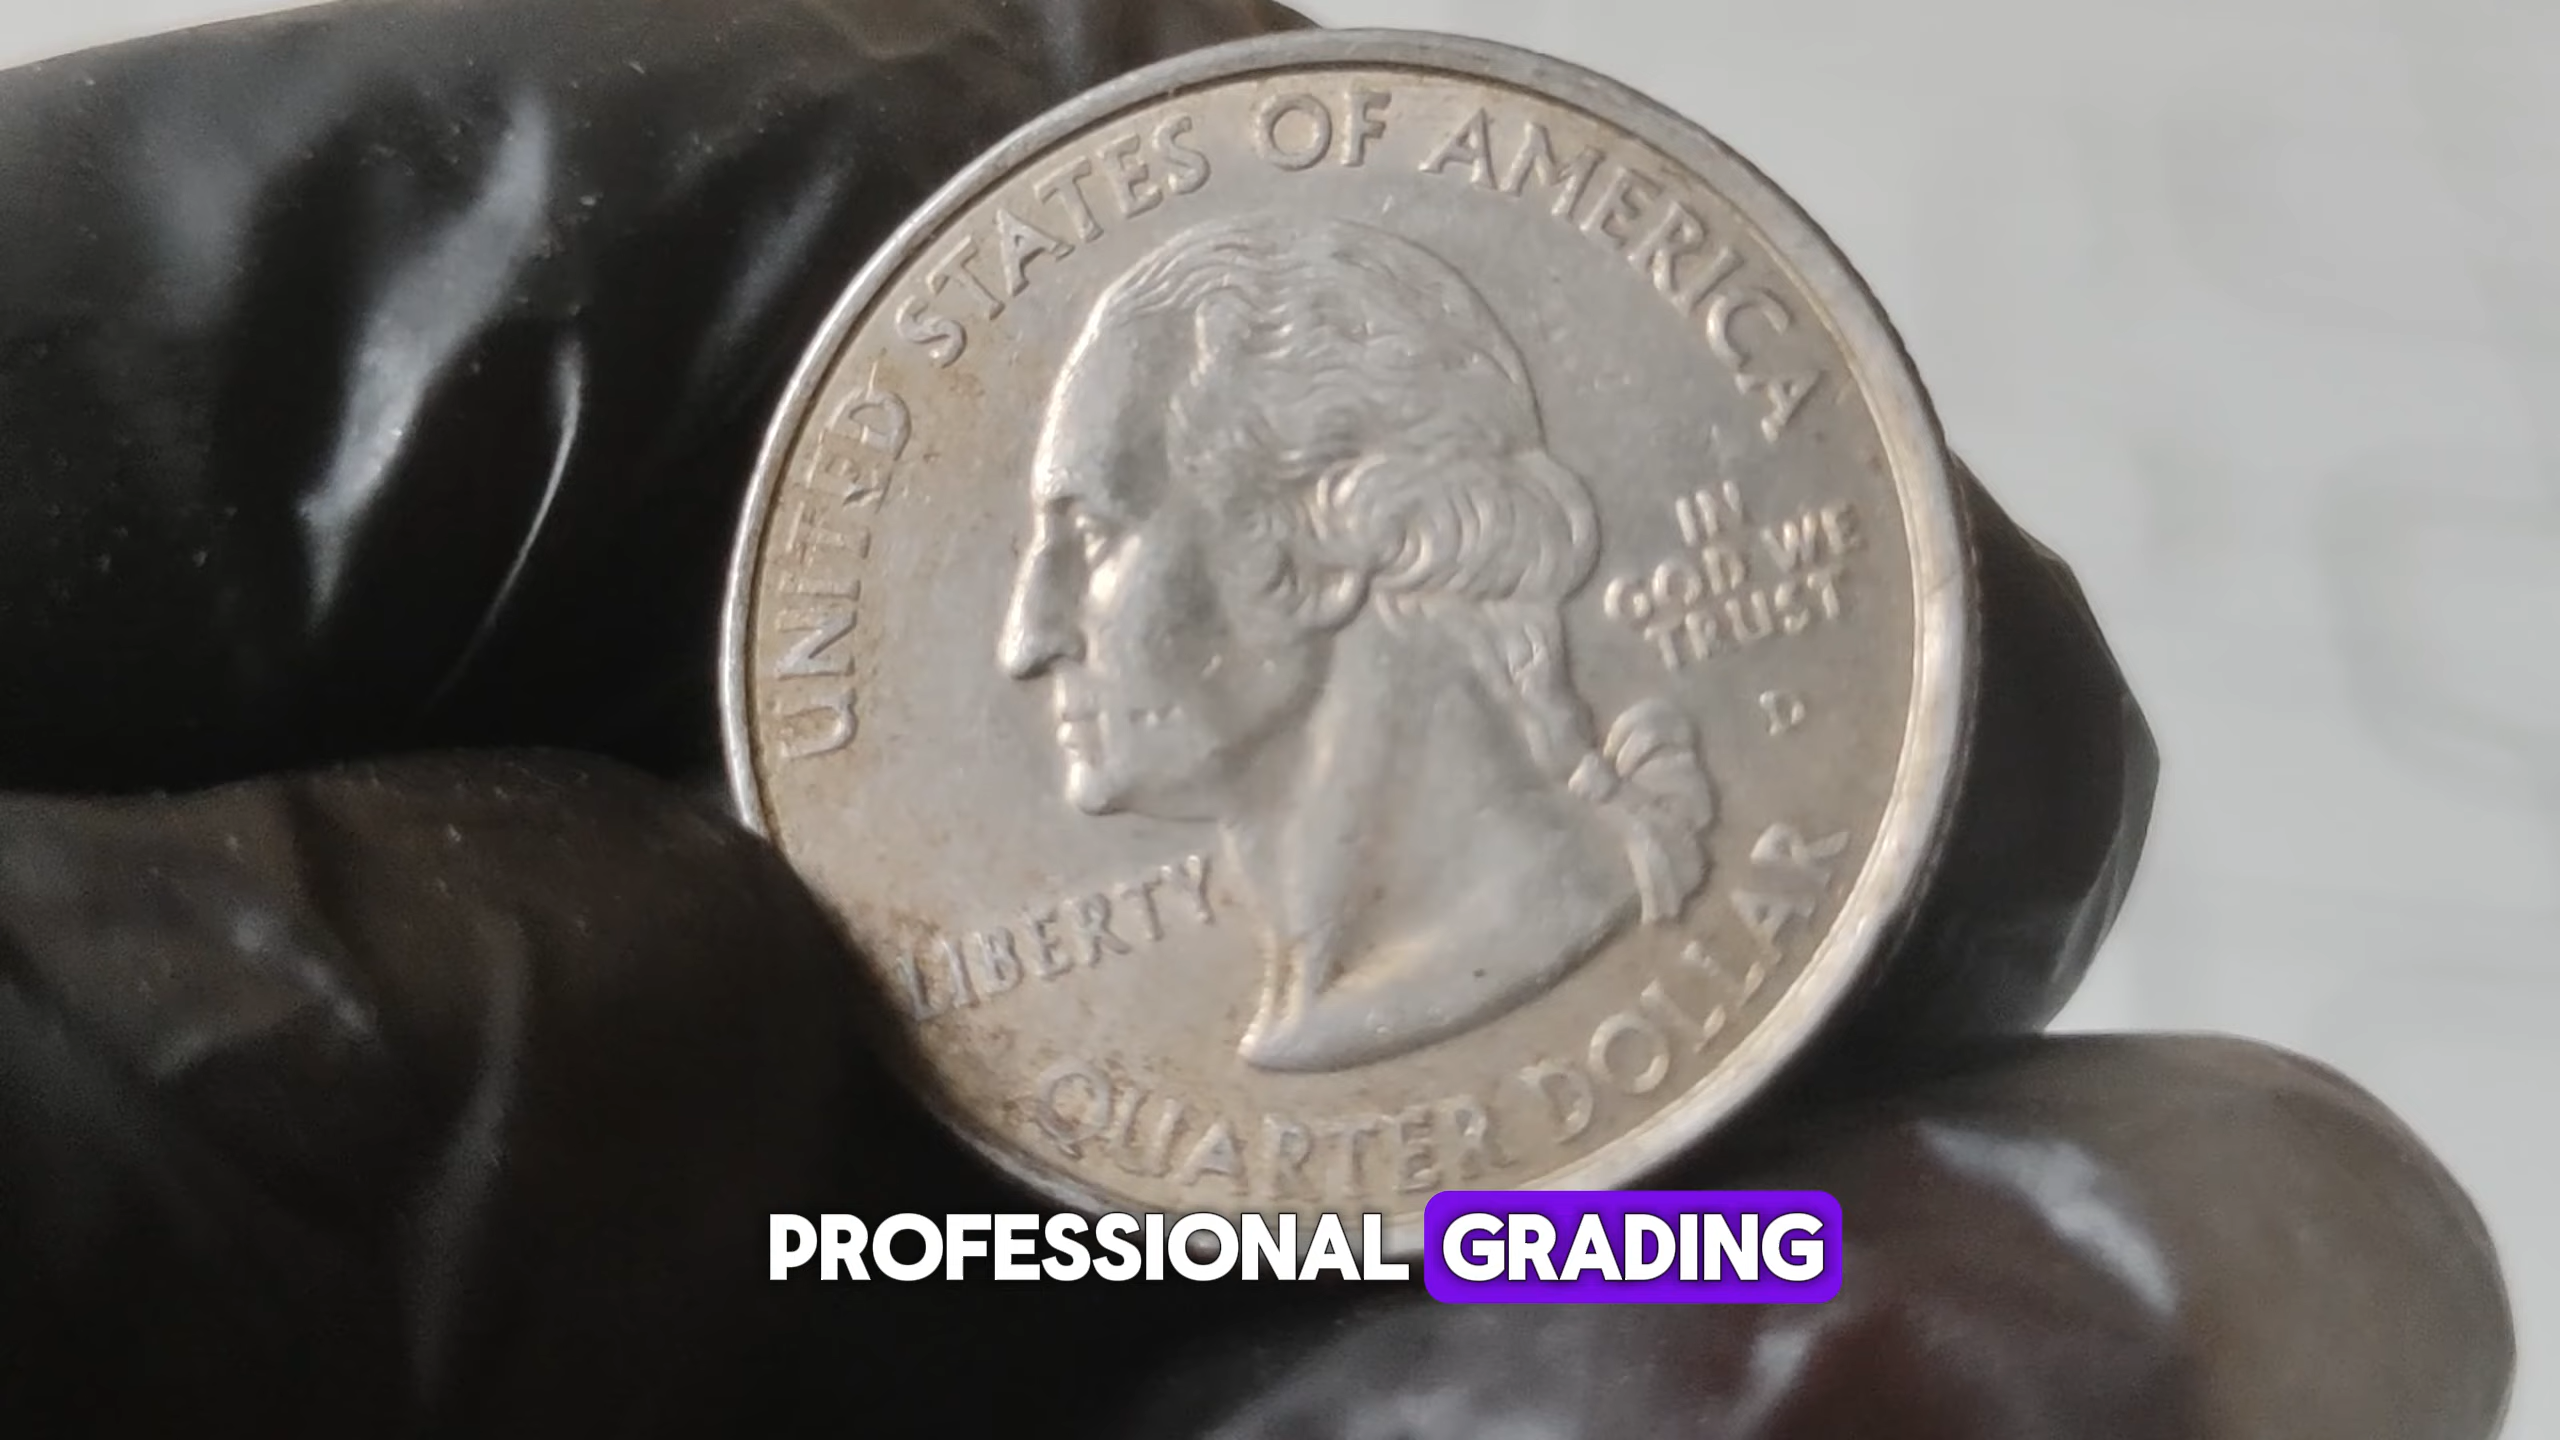 UNITED STATES OF AMERICA
IN
GOD WE
TRUST
D
LIBERTY
QUARTER DOLLAR
PROFESSIONAL GRADING